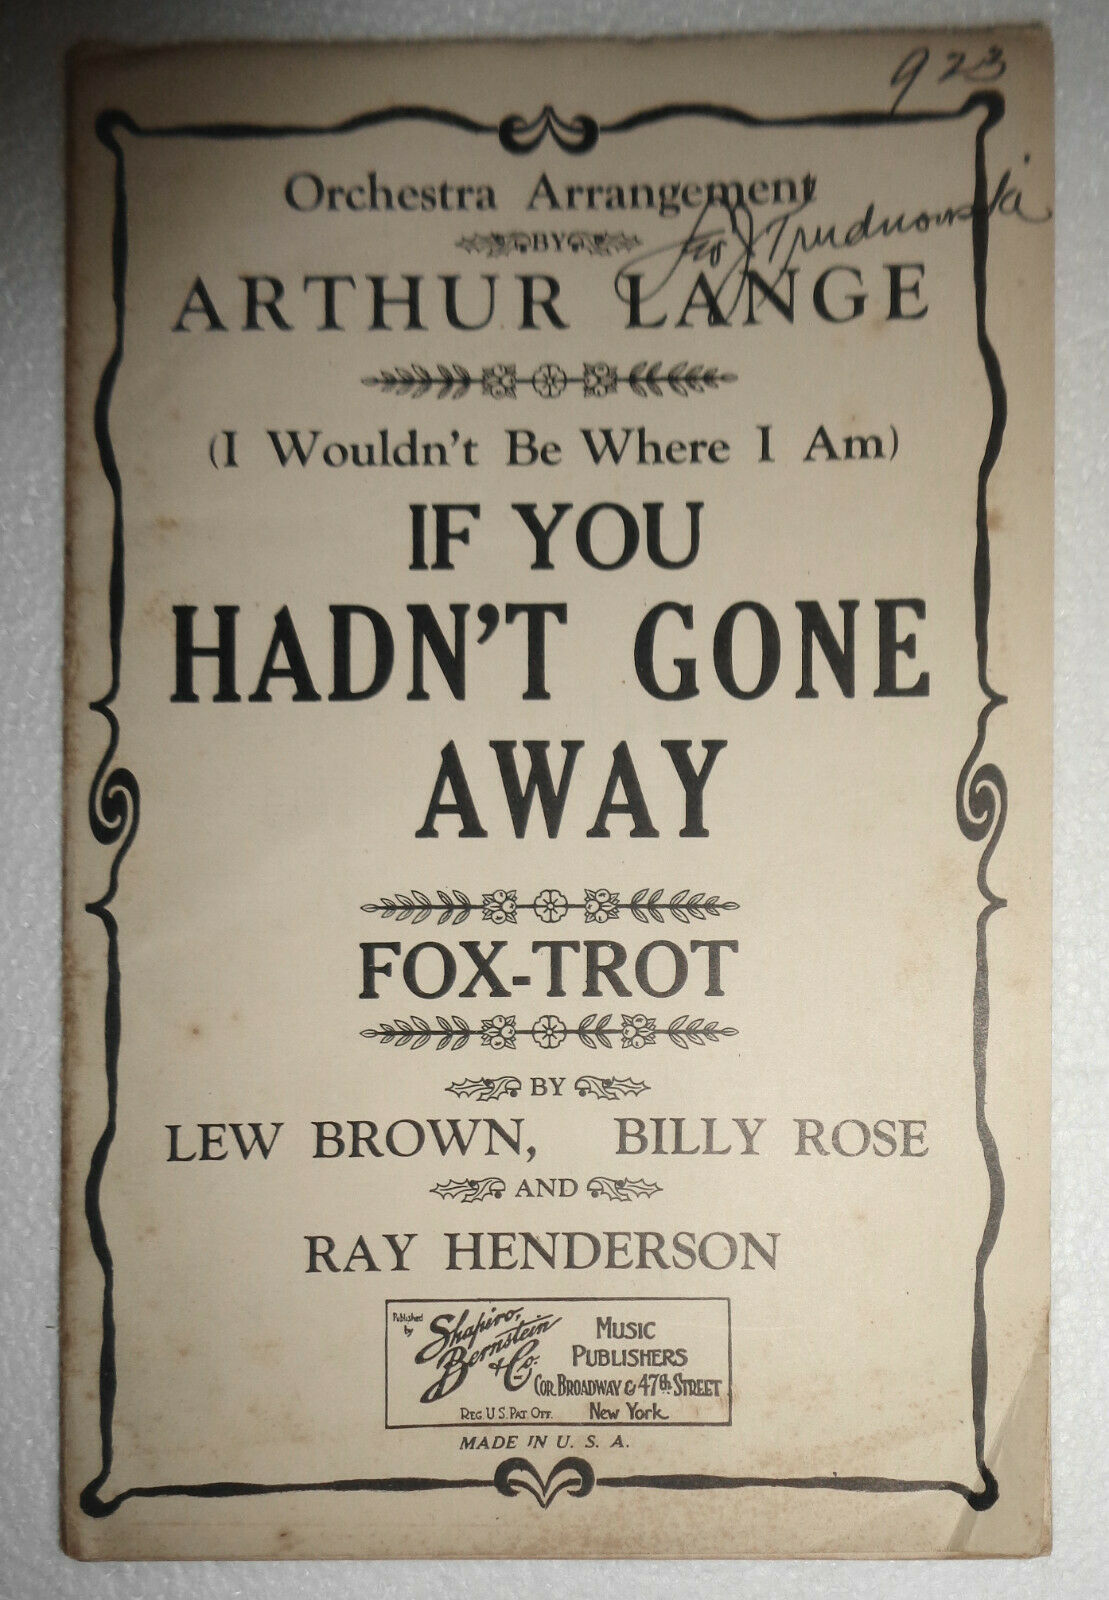 923
Orchestra Arrangement
Geo J Prudnowski
BY
ARTHUR LANGE
(I Wouldn't Be Where I Am)
IF YOU
HADN'T GONE
AWAY
FOX-TROT
BY
LEW BROWN, BILLY ROSE
AND
RAY HENDERSON
Published by Shapiro, Bernstein & Co.
MUSIC
PUBLISHERS
COR. BROADWAY & 47th STREET
REG. U.S. PAT. OFF. New York
MADE IN U. S. A.